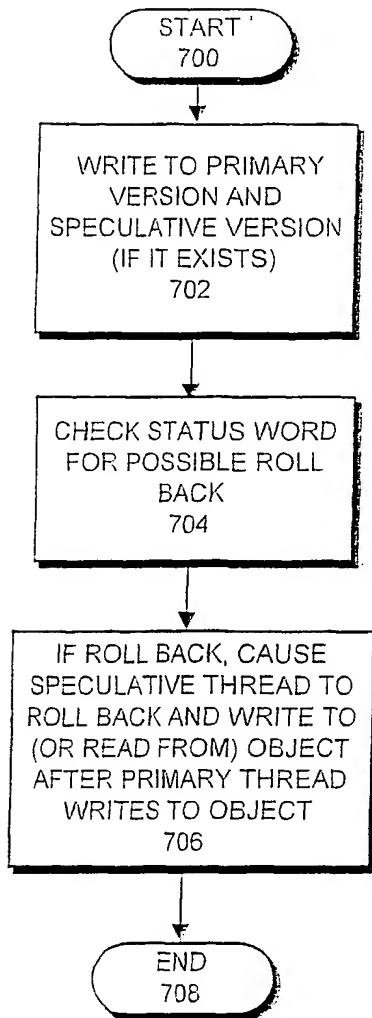 START
700
WRITE TO PRIMARY
VERSION AND
SPECULATIVE VERSION
(IF IT EXISTS)
702
CHECK STATUS WORD
FOR POSSIBLE ROLL
BACK
704
IF ROLL BACK, CAUSE
SPECULATIVE THREAD TO
ROLL BACK AND WRITE TO
(OR READ FROM) OBJECT
AFTER PRIMARY THREAD
WRITES TO OBJECT
706
END
708